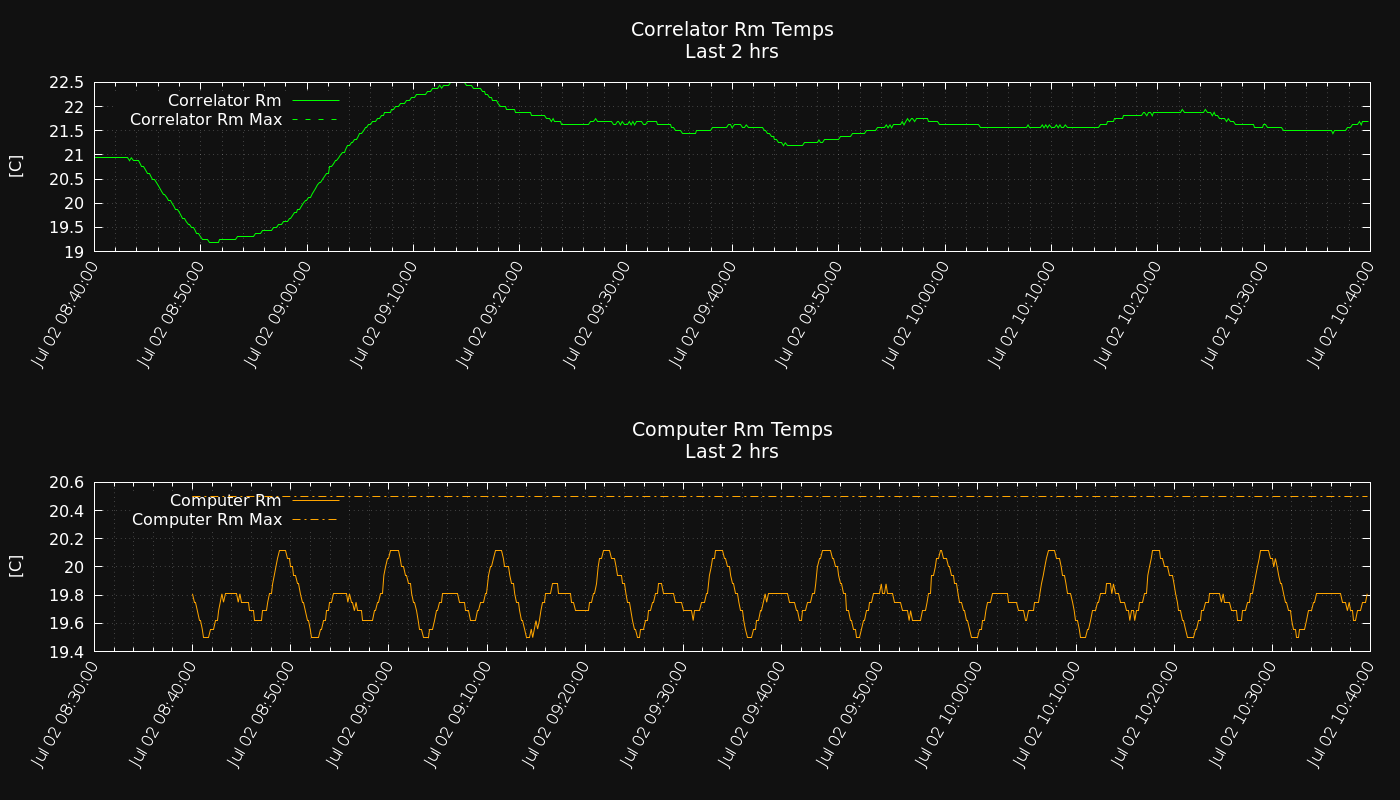 Correlator Rm Temps
Last 2 hrs
22.5
22
21.5
21
20.5
20
19.5
19
[C]
Correlator Rm
Correlator Rm Max
Jul 02 08:40:00
Jul 02 08:50:00
Jul 02 09:00:00
Jul 02 09:10:00
Jul 02 09:20:00
Jul 02 09:30:00
Jul 02 09:40:00
Jul 02 09:50:00
Jul 02 10:00:00
Jul 02 10:10:00
Jul 02 10:20:00
Jul 02 10:30:00
Jul 02 10:40:00
Computer Rm Temps
Last 2 hrs
20.6
20.4
20.2
20
19.8
19.6
19.4
[C]
Computer Rm
Computer Rm Max
Jul 02 08:30:00
Jul 02 08:40:00
Jul 02 08:50:00
Jul 02 09:00:00
Jul 02 09:10:00
Jul 02 09:20:00
Jul 02 09:30:00
Jul 02 09:40:00
Jul 02 09:50:00
Jul 02 10:00:00
Jul 02 10:10:00
Jul 02 10:20:00
Jul 02 10:30:00
Jul 02 10:40:00